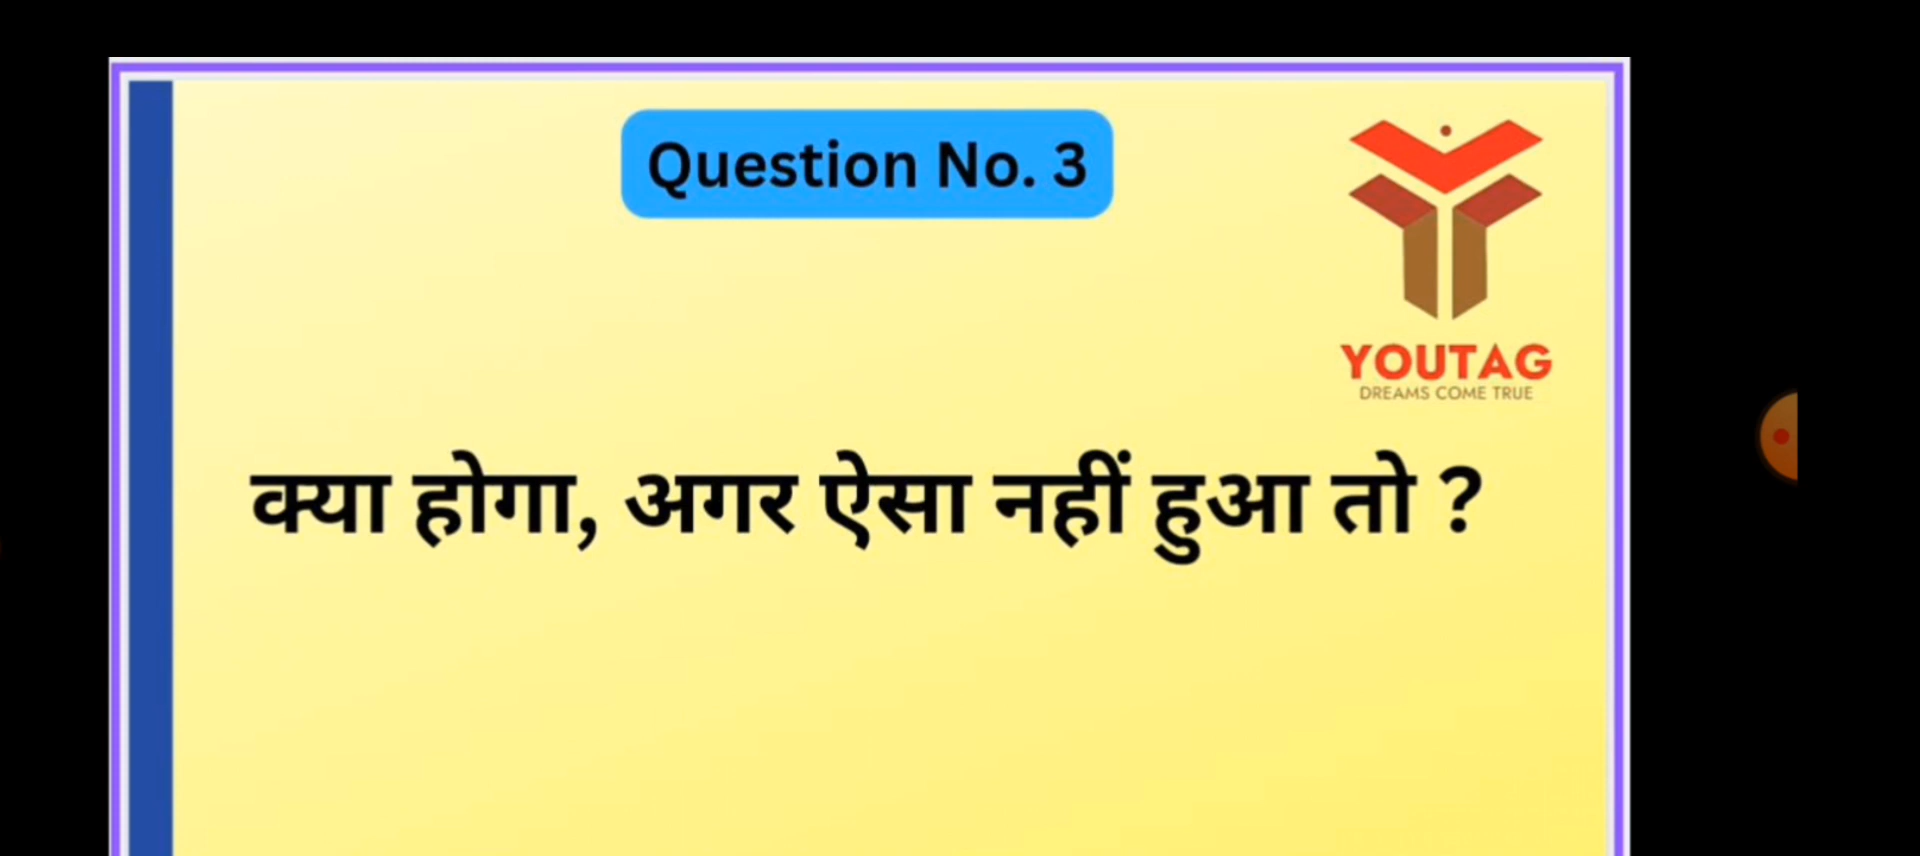 Question No. 3
YOUTAG
DREAMS COME TRUE
क्या होगा, अगर ऐसा नहीं हुआ तो ?